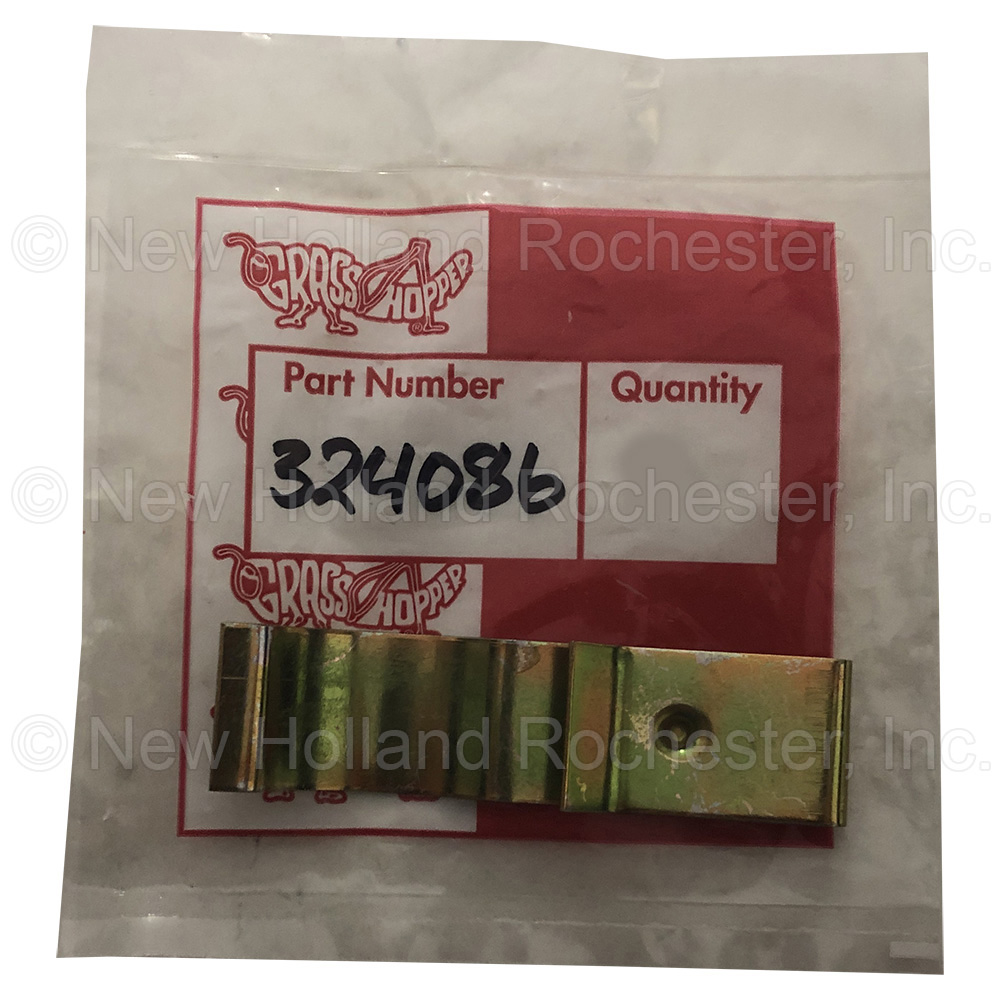 © New Holland Rochester, Inc.
GRASSHOPPER®
Part Number
Quantity
324086
© New Holland Rochester, Inc.
GRASSHOPPER
© New Holland Rochester, Inc.